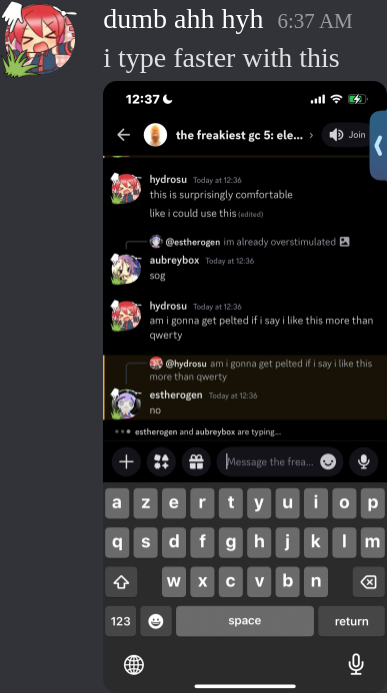 dumb ahh hyh 6:37 AM
i type faster with this
12:37
the freakiest gc 5: ele... > Join
hydrosu Today at 12:36
this is surprisingly comfortable
like i could use this (edited)
@estherogen im already overstimulated
aubreybox Today at 12:36
sog
hydrosu Today at 12:36
am i gonna get pelted if i say i like this more than
qwerty
@hydrosu am i gonna get pelted if i say i like this
more than qwerty
estherogen Today at 12:36
no
estherogen and aubreybox are typing...
Message the frea...
a z e r t y u i o p
q s d f g h j k l m
w x c v b n
123 space return